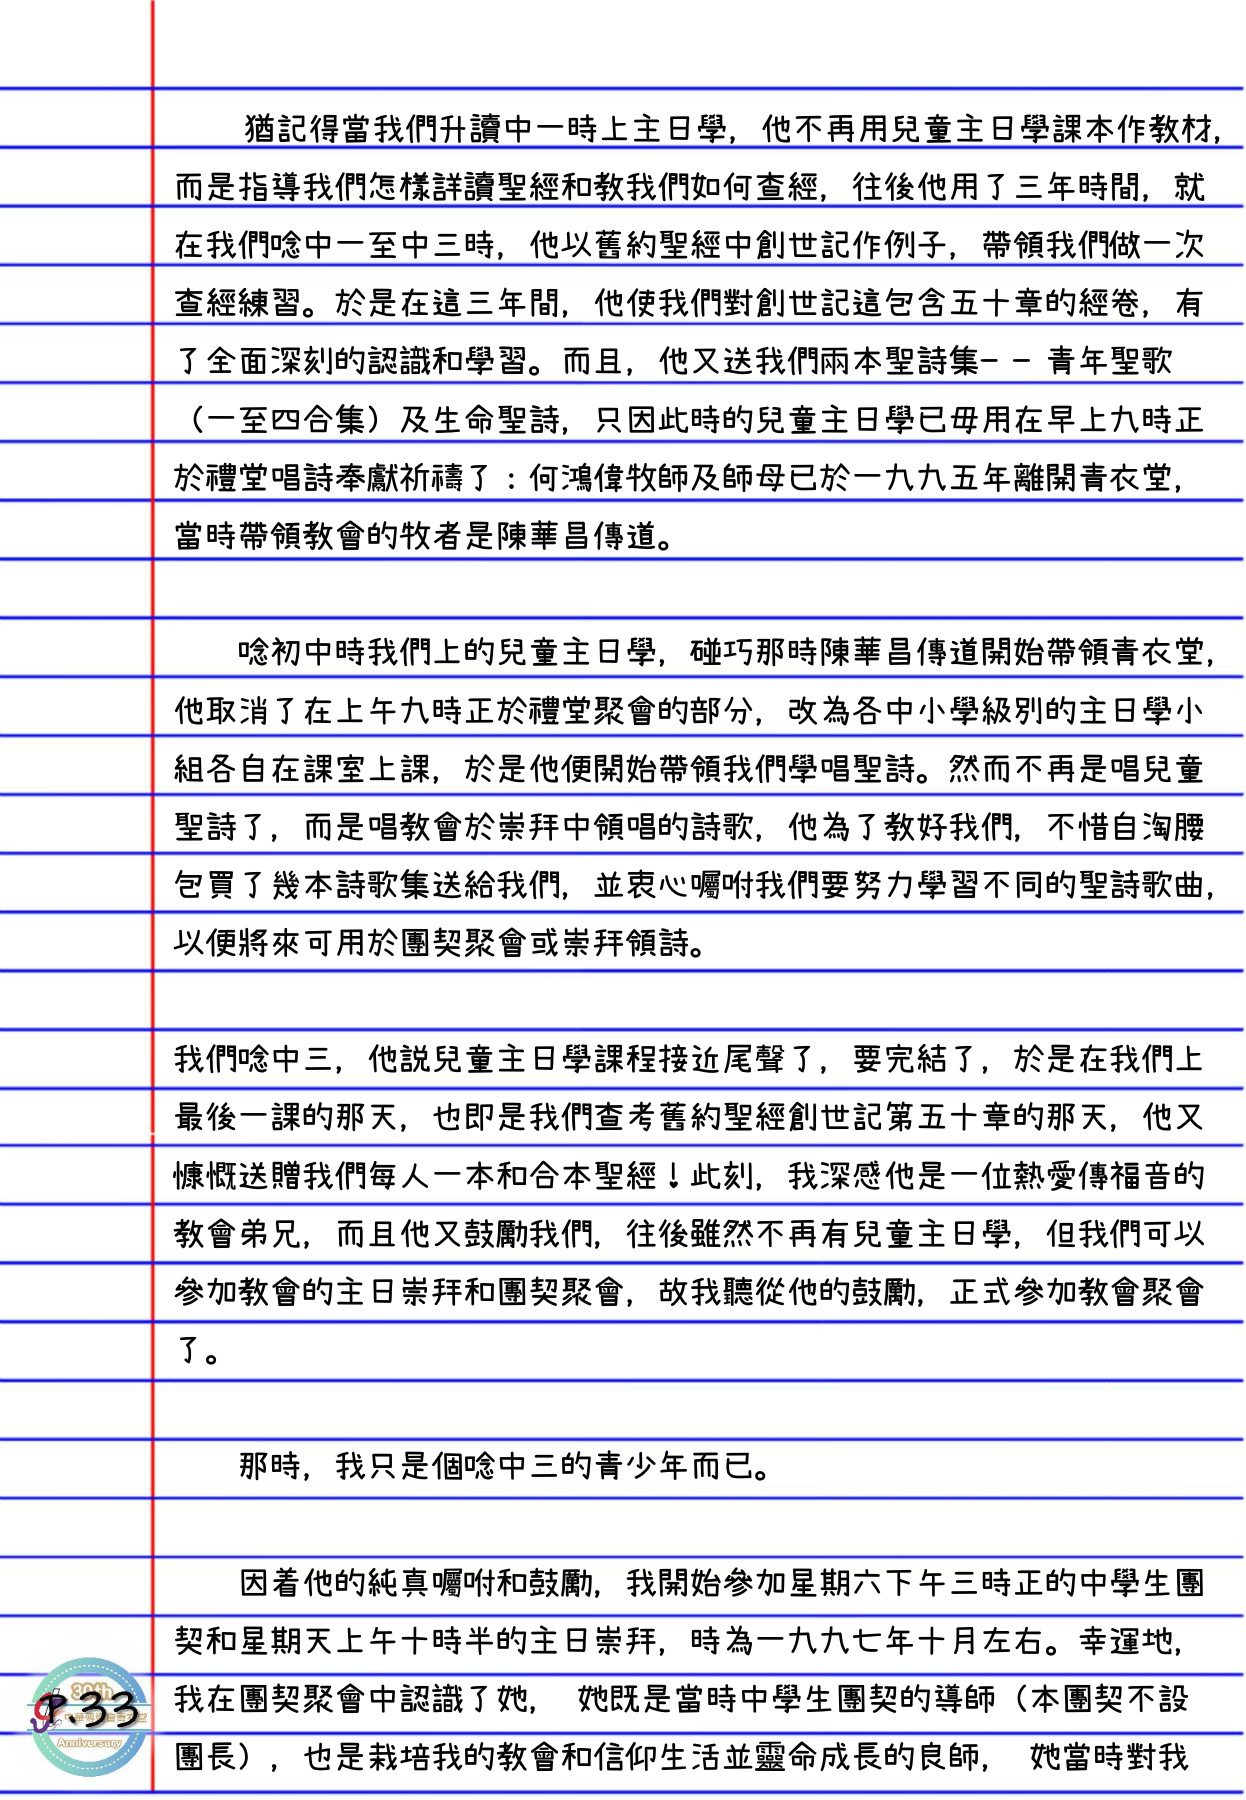 猶記得當我們升讀中一時上主日學，他不再用兒童主日學課本作教材，
而是指導我們怎樣詳讀聖經和教我們如何查經，往後他用了三年時間，就
在我們唸中一至中三時，他以舊約聖經中創世記作例子，帶領我們做一次
查經練習。於是在這三年間，他使我們對創世記這包含五十章的經卷，有
了全面深刻的認識和學習。而且，他又送我們兩本聖詩集－－ 青年聖歌
（一至四合集）及生命聖詩，只因此時的兒童主日學已毋用在早上九時正
於禮堂唱詩奉獻祈禱了：何鴻偉牧師及師母已於一九九五年離開青衣堂，
當時帶領教會的牧者是陳華昌傳道。
唸初中時我們上的兒童主日學，碰巧那時陳華昌傳道開始帶領青衣堂，
他取消了在上午九時正於禮堂聚會的部分，改為各中小學級別的主日學小
組各自在課室上課，於是他便開始帶領我們學唱聖詩。然而不再是唱兒童
聖詩了，而是唱教會於崇拜中領唱的詩歌，他為了教好我們，不惜自淘腰
包買了幾本詩歌集送給我們，並衷心囑咐我們要努力學習不同的聖詩歌曲，
以便將來可用於團契聚會或崇拜領詩。
我們唸中三，他説兒童主日學課程接近尾聲了，要完結了，於是在我們上
最後一課的那天，也即是我們查考舊約聖經創世記第五十章的那天，他又
慷慨送贈我們每人一本和合本聖經！此刻，我深感他是一位熱愛傳福音的
教會弟兄，而且他又鼓勵我們，往後雖然不再有兒童主日學，但我們可以
參加教會的主日崇拜和團契聚會，故我聽從他的鼓勵，正式參加教會聚會
了。
那時，我只是個唸中三的青少年而已。
因着他的純真囑咐和鼓勵，我開始參加星期六下午三時正的中學生團
契和星期天上午十時半的主日崇拜，時為一九九七年十月左右。幸運地，
我在團契聚會中認識了她， 她既是當時中學生團契的導師（本團契不設
團長），也是栽培我的教會和信仰生活並靈命成長的良師， 她當時對我
30th
P.33
Anniversary